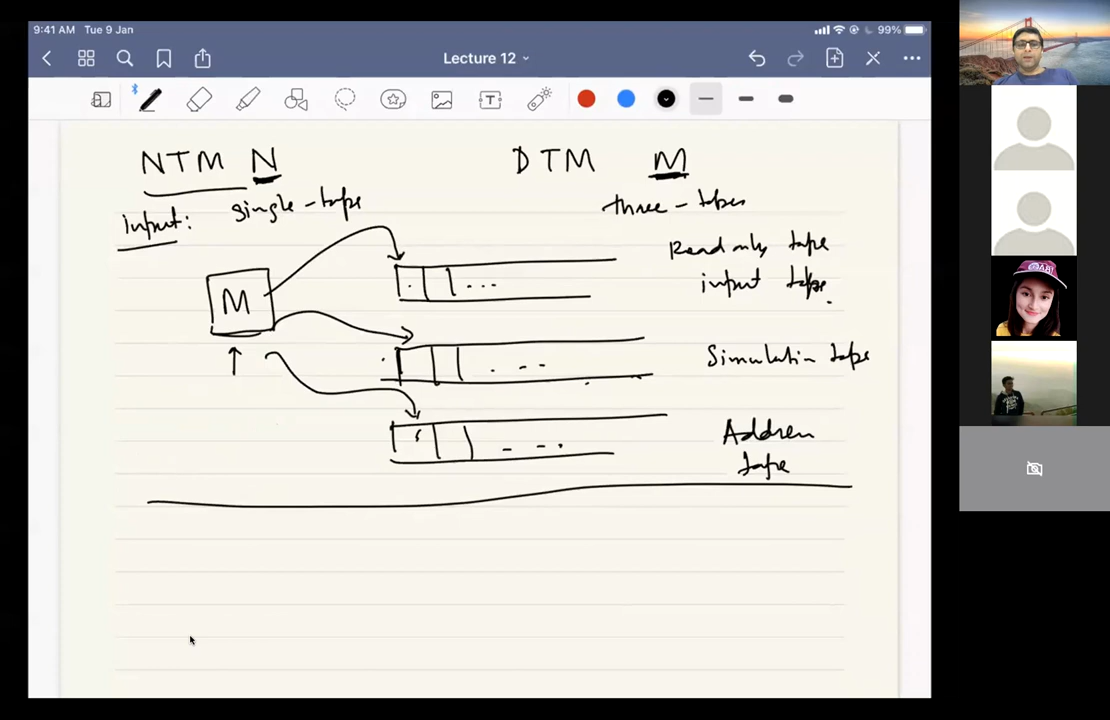 9:41 AM Tue 9 Jan
99%
Lecture 12
NTM N
DTM M
Input:
single-tape
three-tapes
Read only tape
input tape.
M
Simulation tape
Address
tape